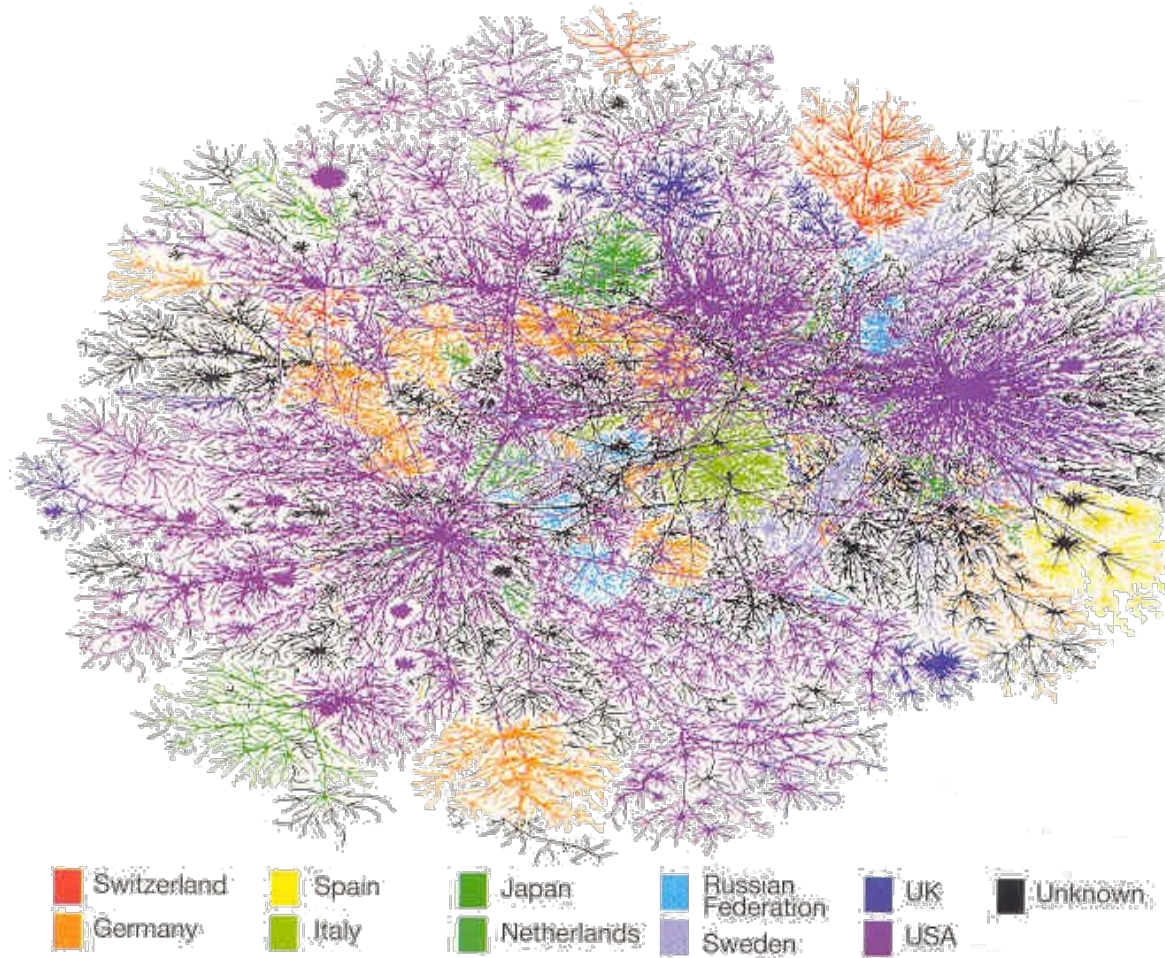 Switzerland
Germany
Spain
Italy
Japan
Netherlands
Russian
Federation
Sweden
UK
USA
Unknown